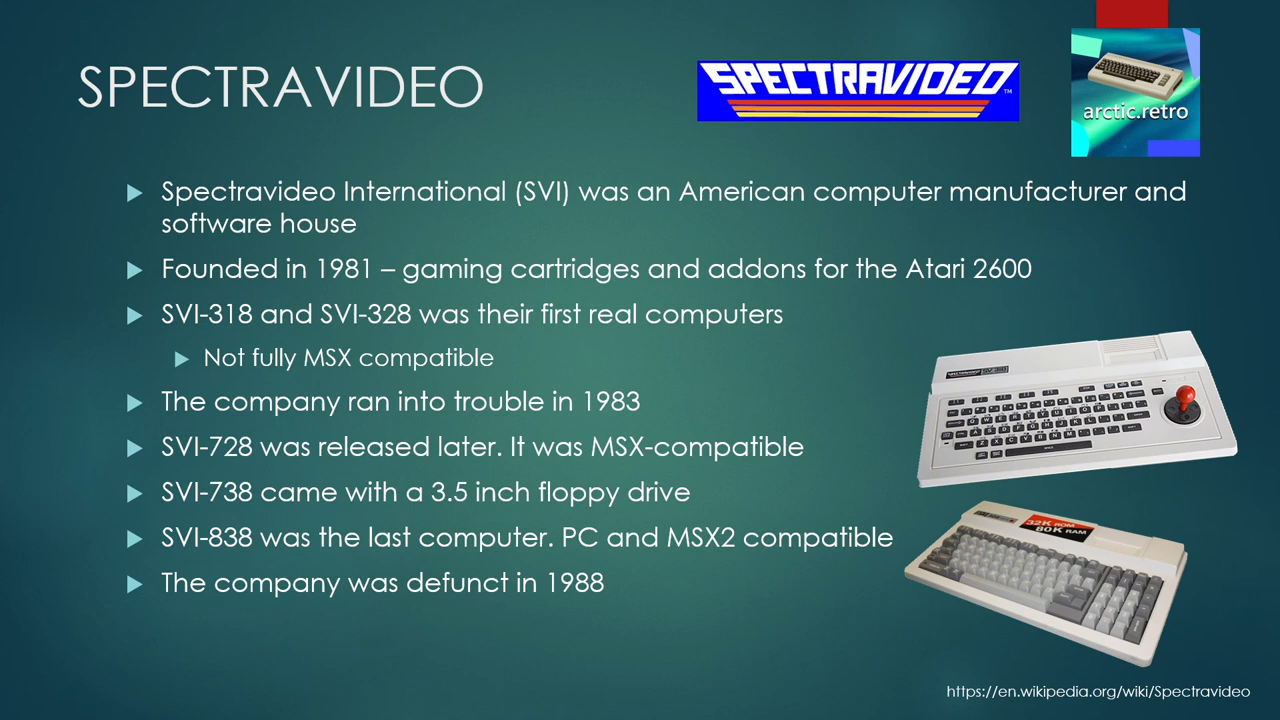 SPECTRAVIDEO
SPECTRAVIDEO™
arctic.retro
Spectravideo International (SVI) was an American computer manufacturer and
software house
Founded in 1981 – gaming cartridges and addons for the Atari 2600
SVI-318 and SVI-328 was their first real computers
Not fully MSX compatible
The company ran into trouble in 1983
SVI-728 was released later. It was MSX-compatible
SVI-738 came with a 3.5 inch floppy drive
SVI-838 was the last computer. PC and MSX2 compatible
The company was defunct in 1988
SPECTRAVIDEO
32K ROM
80K RAM
https://en.wikipedia.org/wiki/Spectravideo